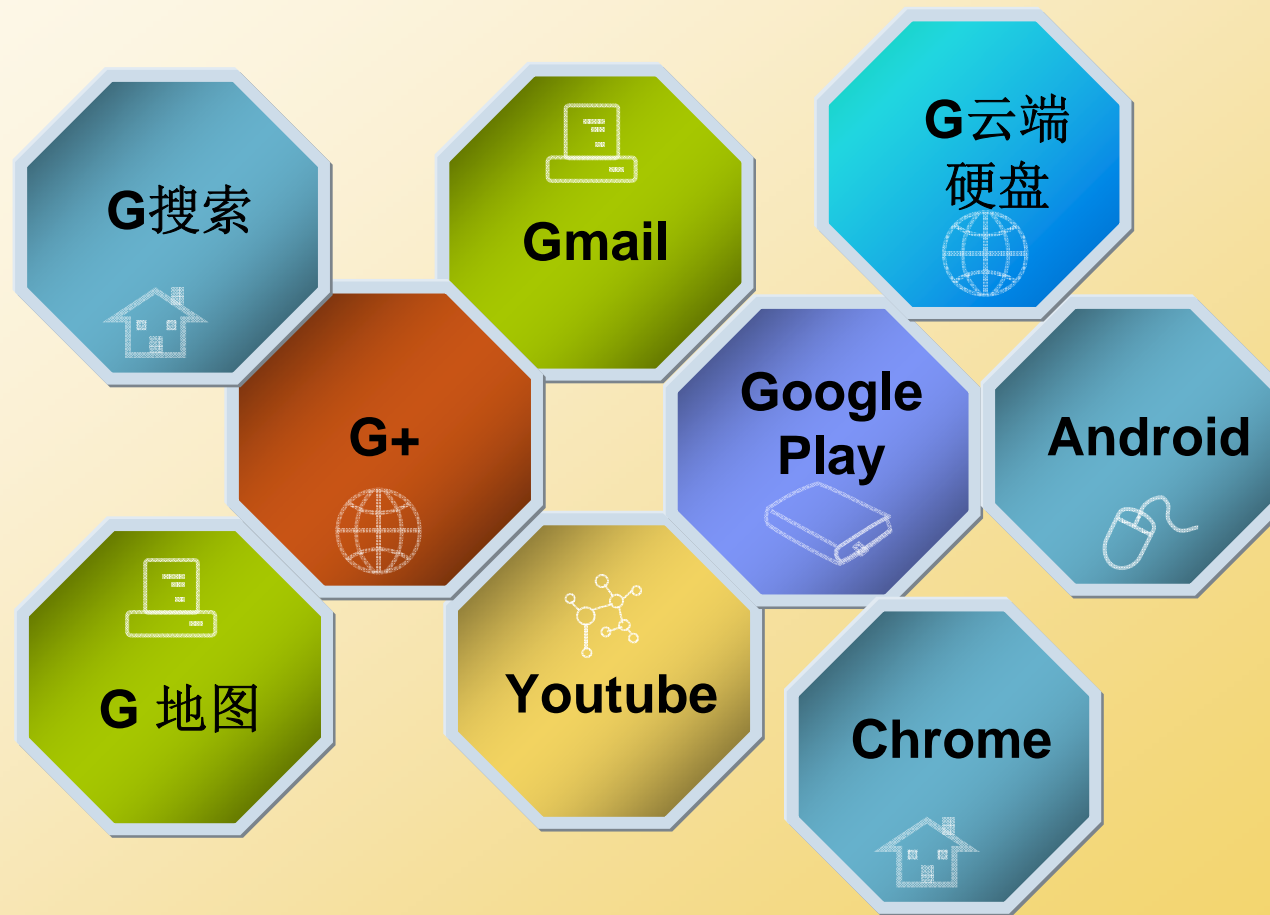 G搜索
Gmail
G云端
硬盘
G+
Google
Play
Android
G 地图
Youtube
Chrome